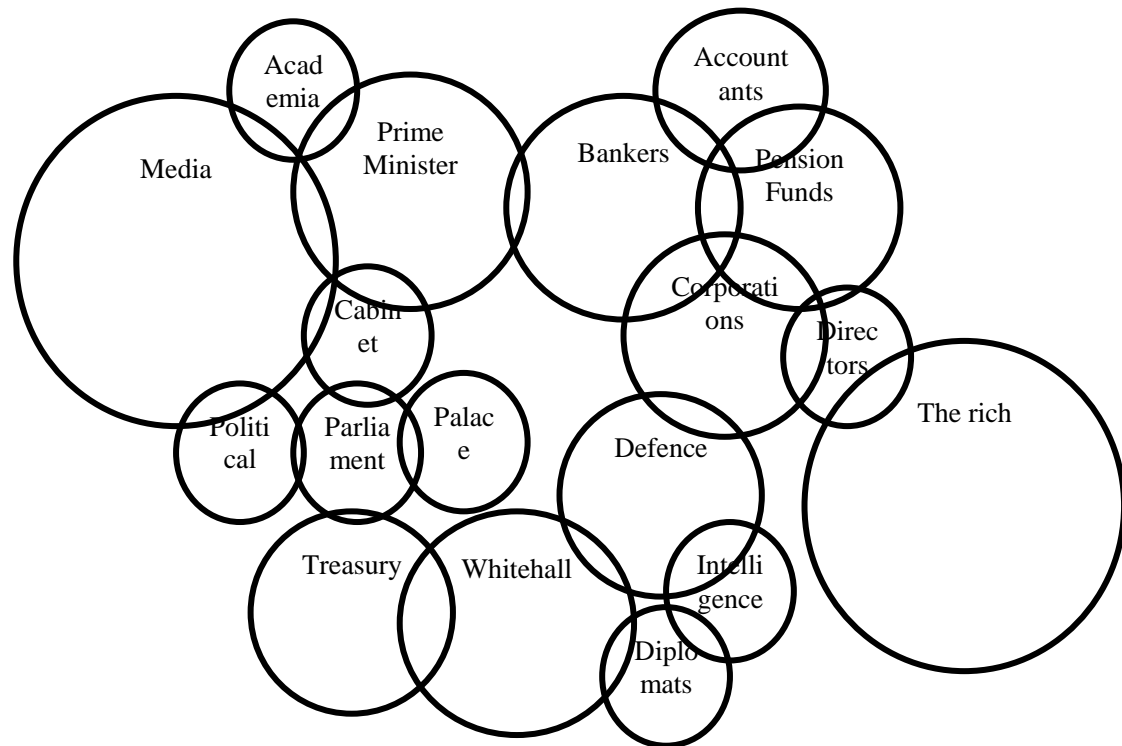 Acad
emia
Account
ants
Prime
Minister
Media
Bankers
Pension
Funds
Cabin
et
Corporati
ons
Direc
tors
Politi
cal
Parlia
ment
Palac
e
Defence
The rich
Treasury
Whitehall
Intelli
gence
Diplo
mats